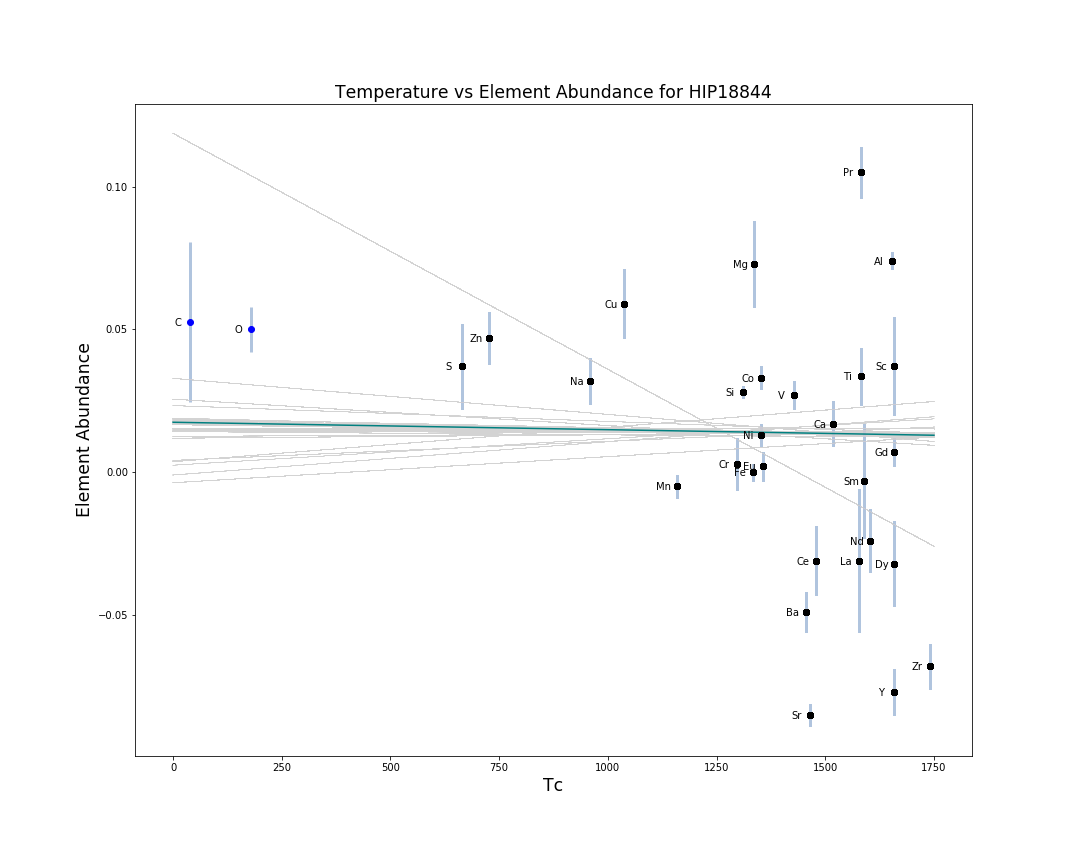 Temperature vs Element Abundance for HIP18844
Element Abundance
0.10
0.05
0.00
−0.05
Pr
Al
Mg
Cu
C
O
Zn
S
Na
Co
Si
V
Ti
Sc
Ca
Ni
Gd
Cr
Eu
Fe
Mn
Sm
Nd
Ce
La
Dy
Ba
Zr
Y
Sr
0
250
500
750
1000
1250
1500
1750
Tc